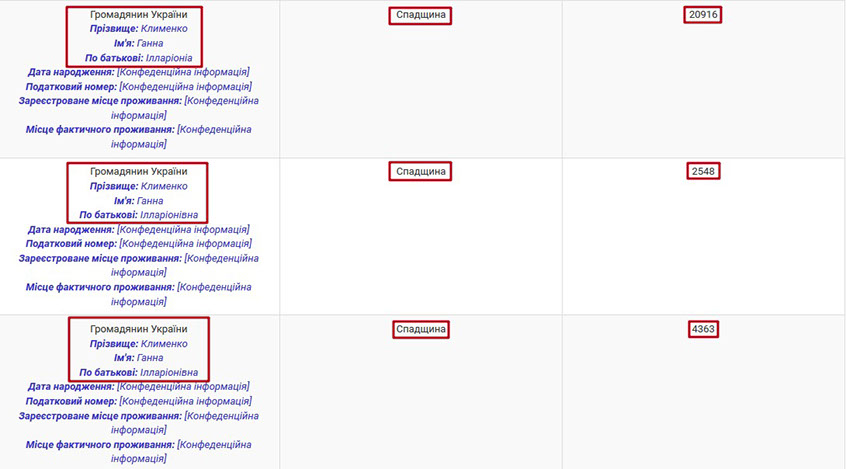 Громадянин України
Прізвище: Клименко
Ім'я: Ганна
По батькові: Ілларіонія
Дата народження: [Конфеденційна інформація]
Податковий номер: [Конфеденційна інформація]
Зареєстроване місце проживання: [Конфеденційна
інформація]
Місце фактичного проживання: [Конфеденційна
інформація]
Спадщина
20916
Громадянин України
Прізвище: Клименко
Ім'я: Ганна
По батькові: Ілларіонівна
Дата народження: [Конфеденційна інформація]
Податковий номер: [Конфеденційна інформація]
Зареєстроване місце проживання: [Конфеденційна
інформація]
Місце фактичного проживання: [Конфеденційна
інформація]
Спадщина
2548
Громадянин України
Прізвище: Клименко
Ім'я: Ганна
По батькові: Ілларіонівна
Дата народження: [Конфеденційна інформація]
Податковий номер: [Конфеденційна інформація]
Зареєстроване місце проживання: [Конфеденційна
інформація]
Місце фактичного проживання: [Конфеденційна
інформація]
Спадщина
4363